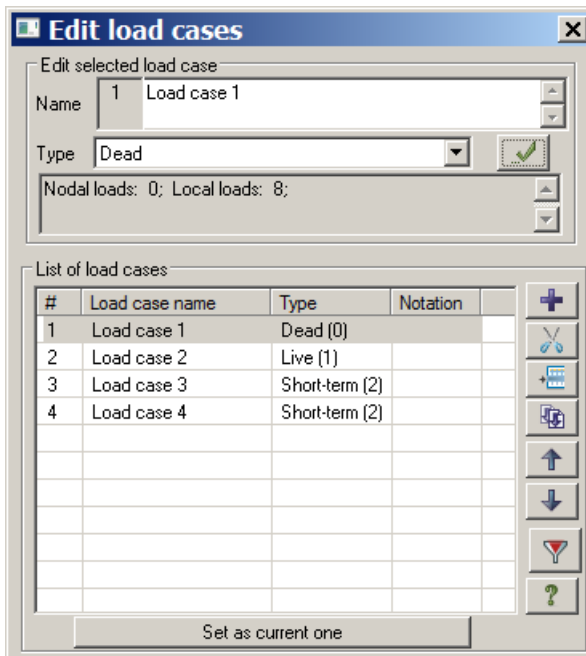 Edit load cases
Edit selected load case
Name 1 Load case 1
Type Dead
Nodal loads: 0; Local loads: 8;
List of load cases
# Load case name Type Notation
1 Load case 1 Dead (0)
2 Load case 2 Live (1)
3 Load case 3 Short-term (2)
4 Load case 4 Short-term (2)
?
Set as current one